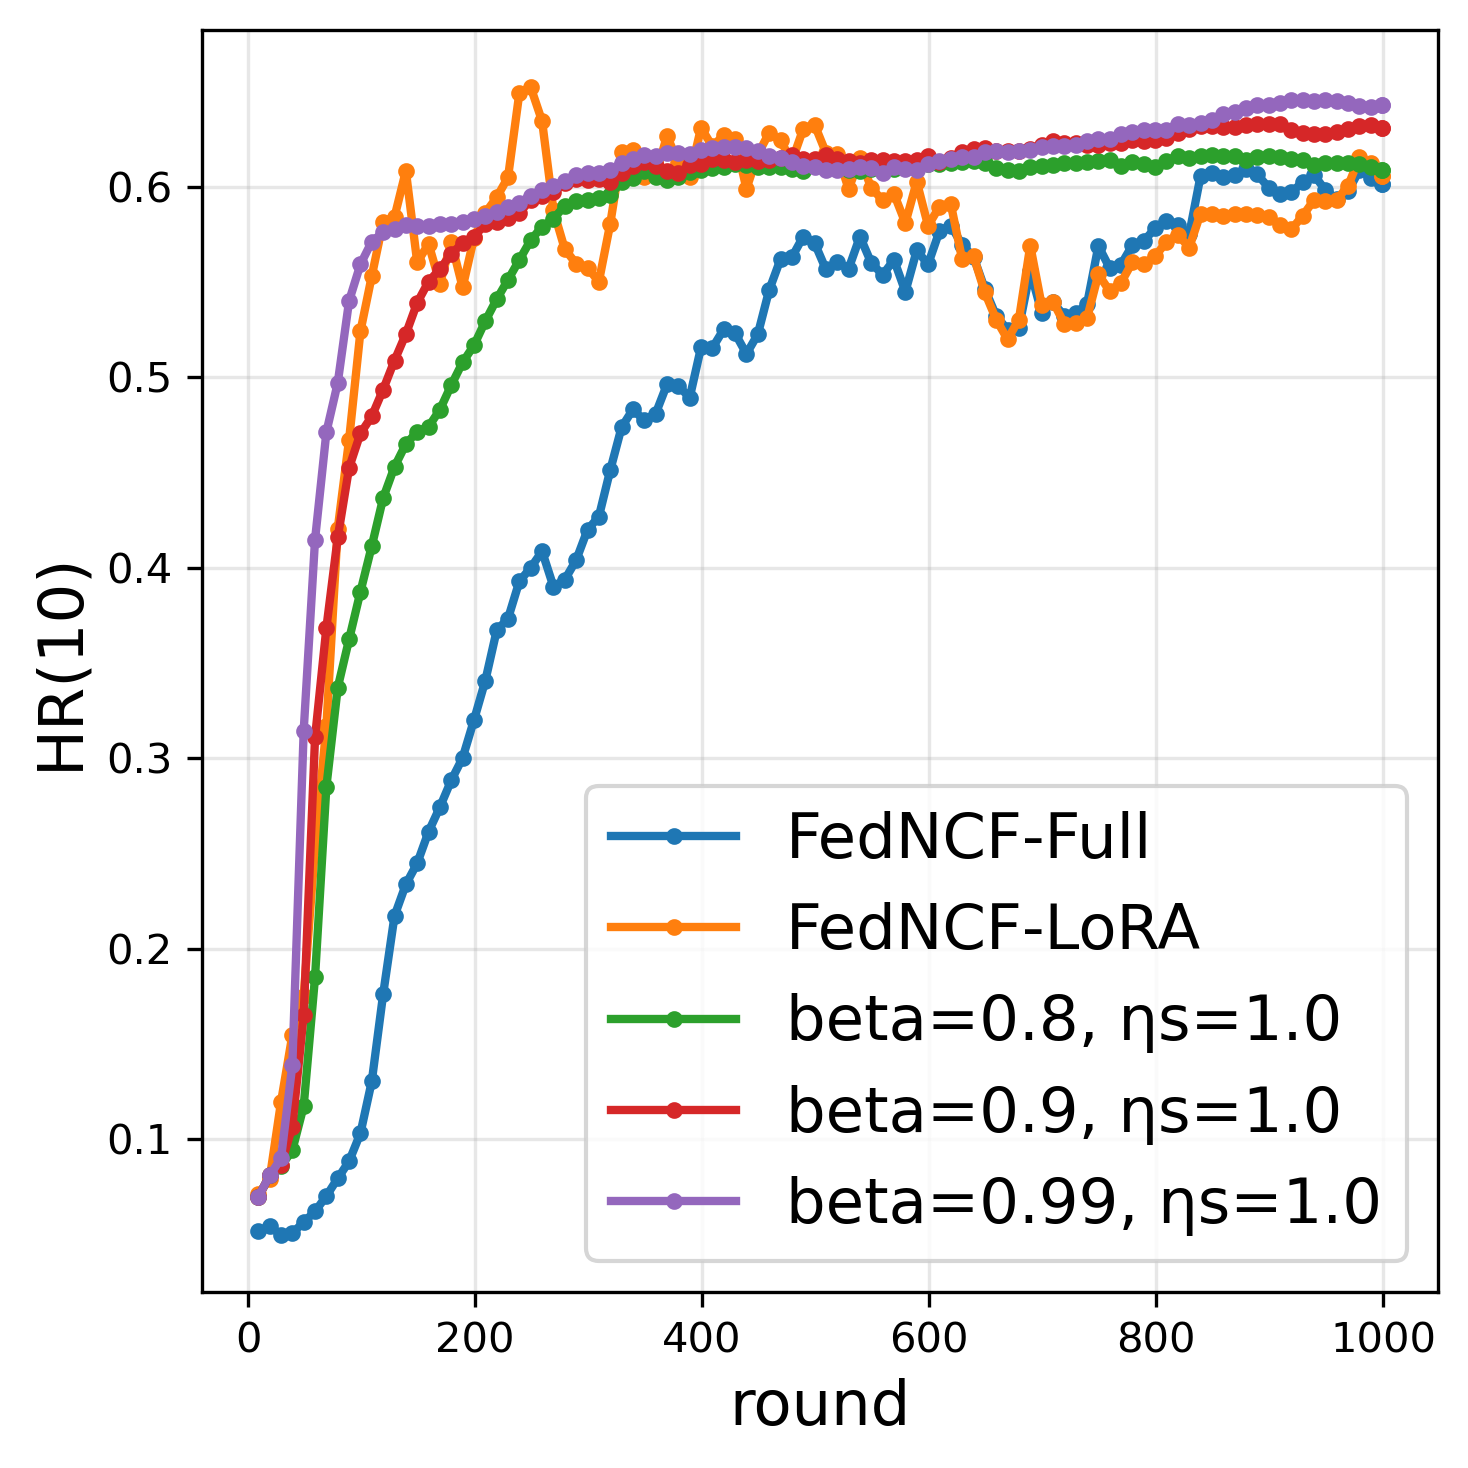 0.6
0.5
0.4
0.3
0.2
0.1
HR(10)
0 200 400 600 800 1000
round
FedNCF-Full
FedNCF-LoRA
beta=0.8, ηs=1.0
beta=0.9, ηs=1.0
beta=0.99, ηs=1.0